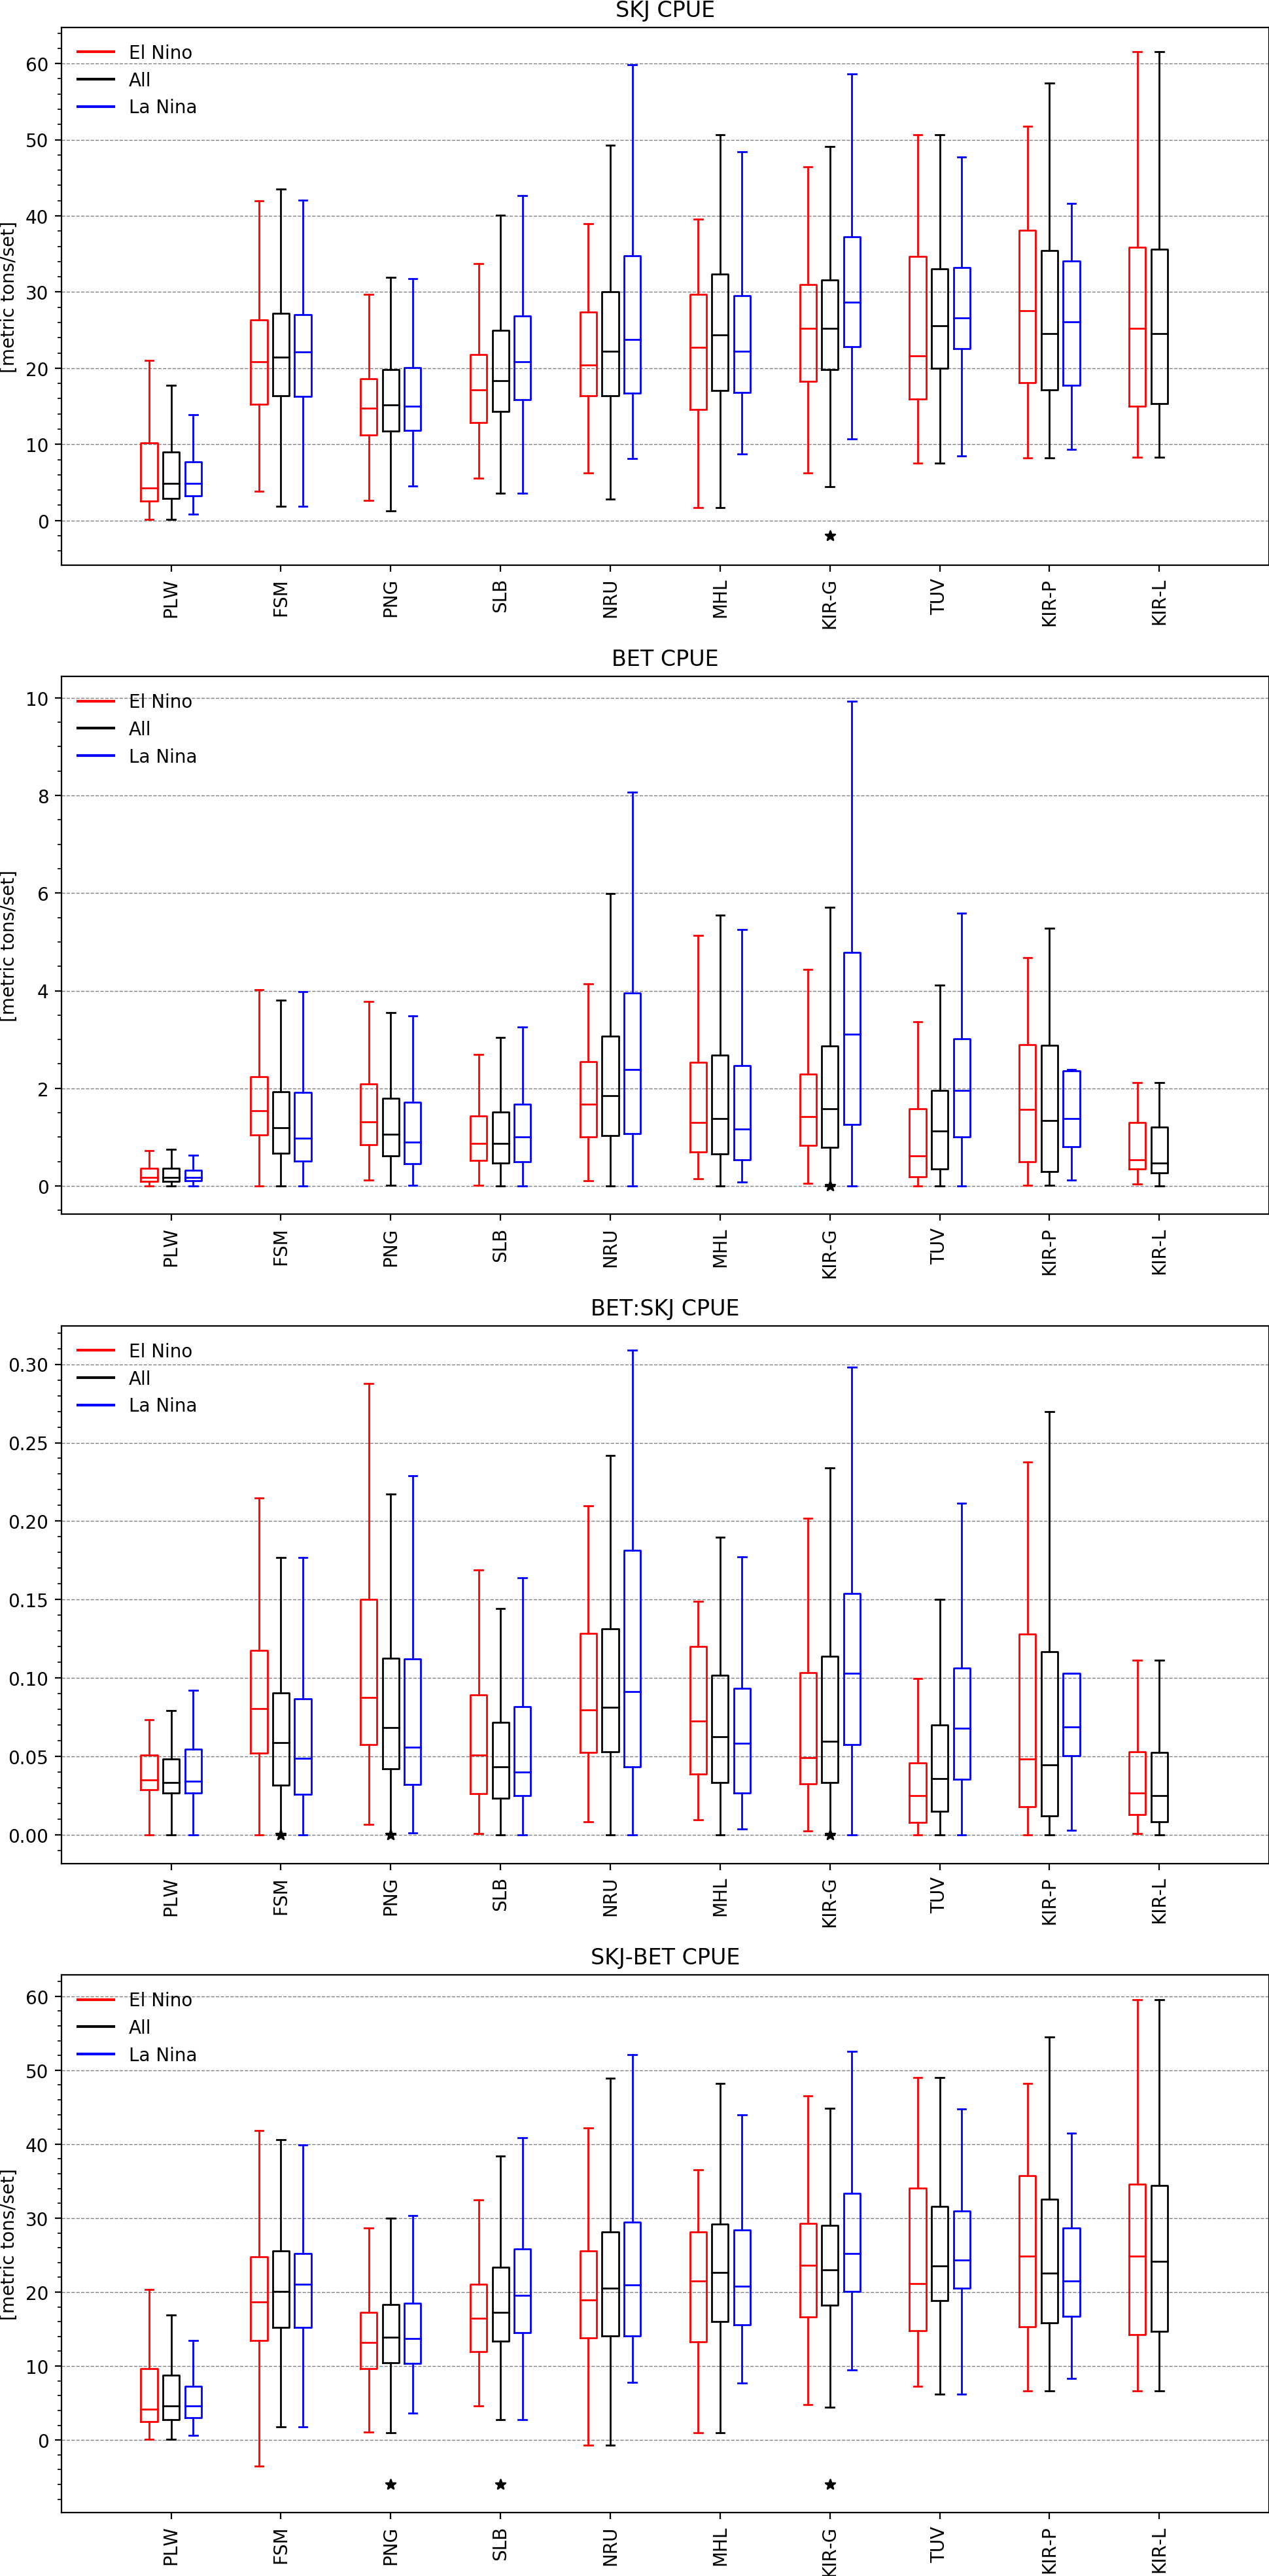 SKJ CPUE
El Nino
All
La Nina
60
50
40
30
20
10
0
[metric tons/set]
PLW
FSM
PNG
SLB
NRU
MHL
KIR-G
TUV
KIR-P
KIR-L
BET CPUE
El Nino
All
La Nina
10
8
6
4
2
0
[metric tons/set]
PLW
FSM
PNG
SLB
NRU
MHL
KIR-G
TUV
KIR-P
KIR-L
BET:SKJ CPUE
El Nino
All
La Nina
0.30
0.25
0.20
0.15
0.10
0.05
0.00
PLW
FSM
PNG
SLB
NRU
MHL
KIR-G
TUV
KIR-P
KIR-L
SKJ-BET CPUE
El Nino
All
La Nina
60
50
40
30
20
10
0
[metric tons/set]
PLW
FSM
PNG
SLB
NRU
MHL
KIR-G
TUV
KIR-P
KIR-L